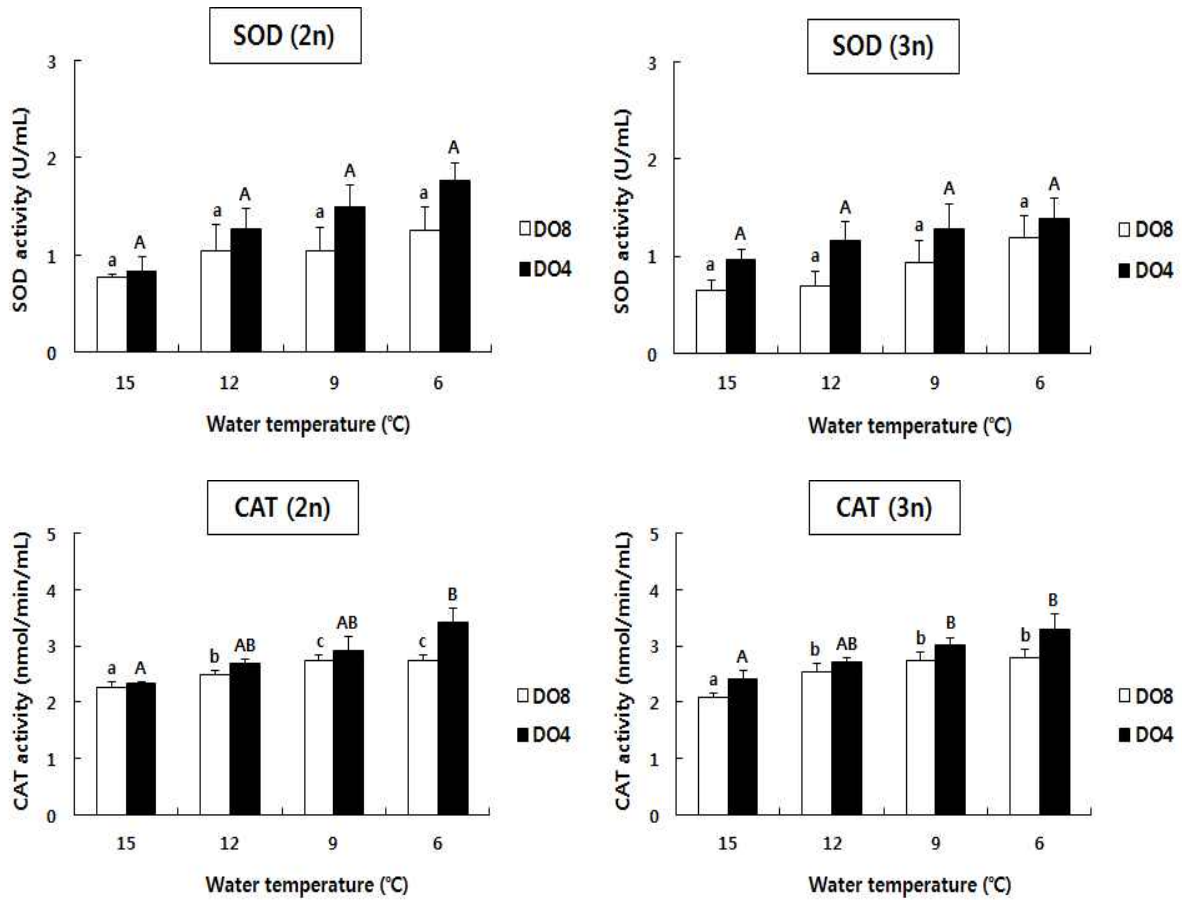 SOD (2n)
SOD activity (U/mL)
3
2
1
0
a
A
a
A
a
A
a
A
15
12
9
6
Water temperature (℃)
DO8
DO4
SOD (3n)
SOD activity (U/mL)
3
2
1
0
a
A
a
A
a
A
a
A
15
12
9
6
Water temperature (℃)
DO8
DO4
CAT (2n)
CAT activity (nmol/min/mL)
5
4
3
2
1
0
a
A
b
AB
c
AB
c
B
15
12
9
6
Water temperature (℃)
DO8
DO4
CAT (3n)
CAT activity (nmol/min/mL)
5
4
3
2
1
0
a
A
b
AB
b
B
b
B
15
12
9
6
Water temperature (℃)
DO8
DO4